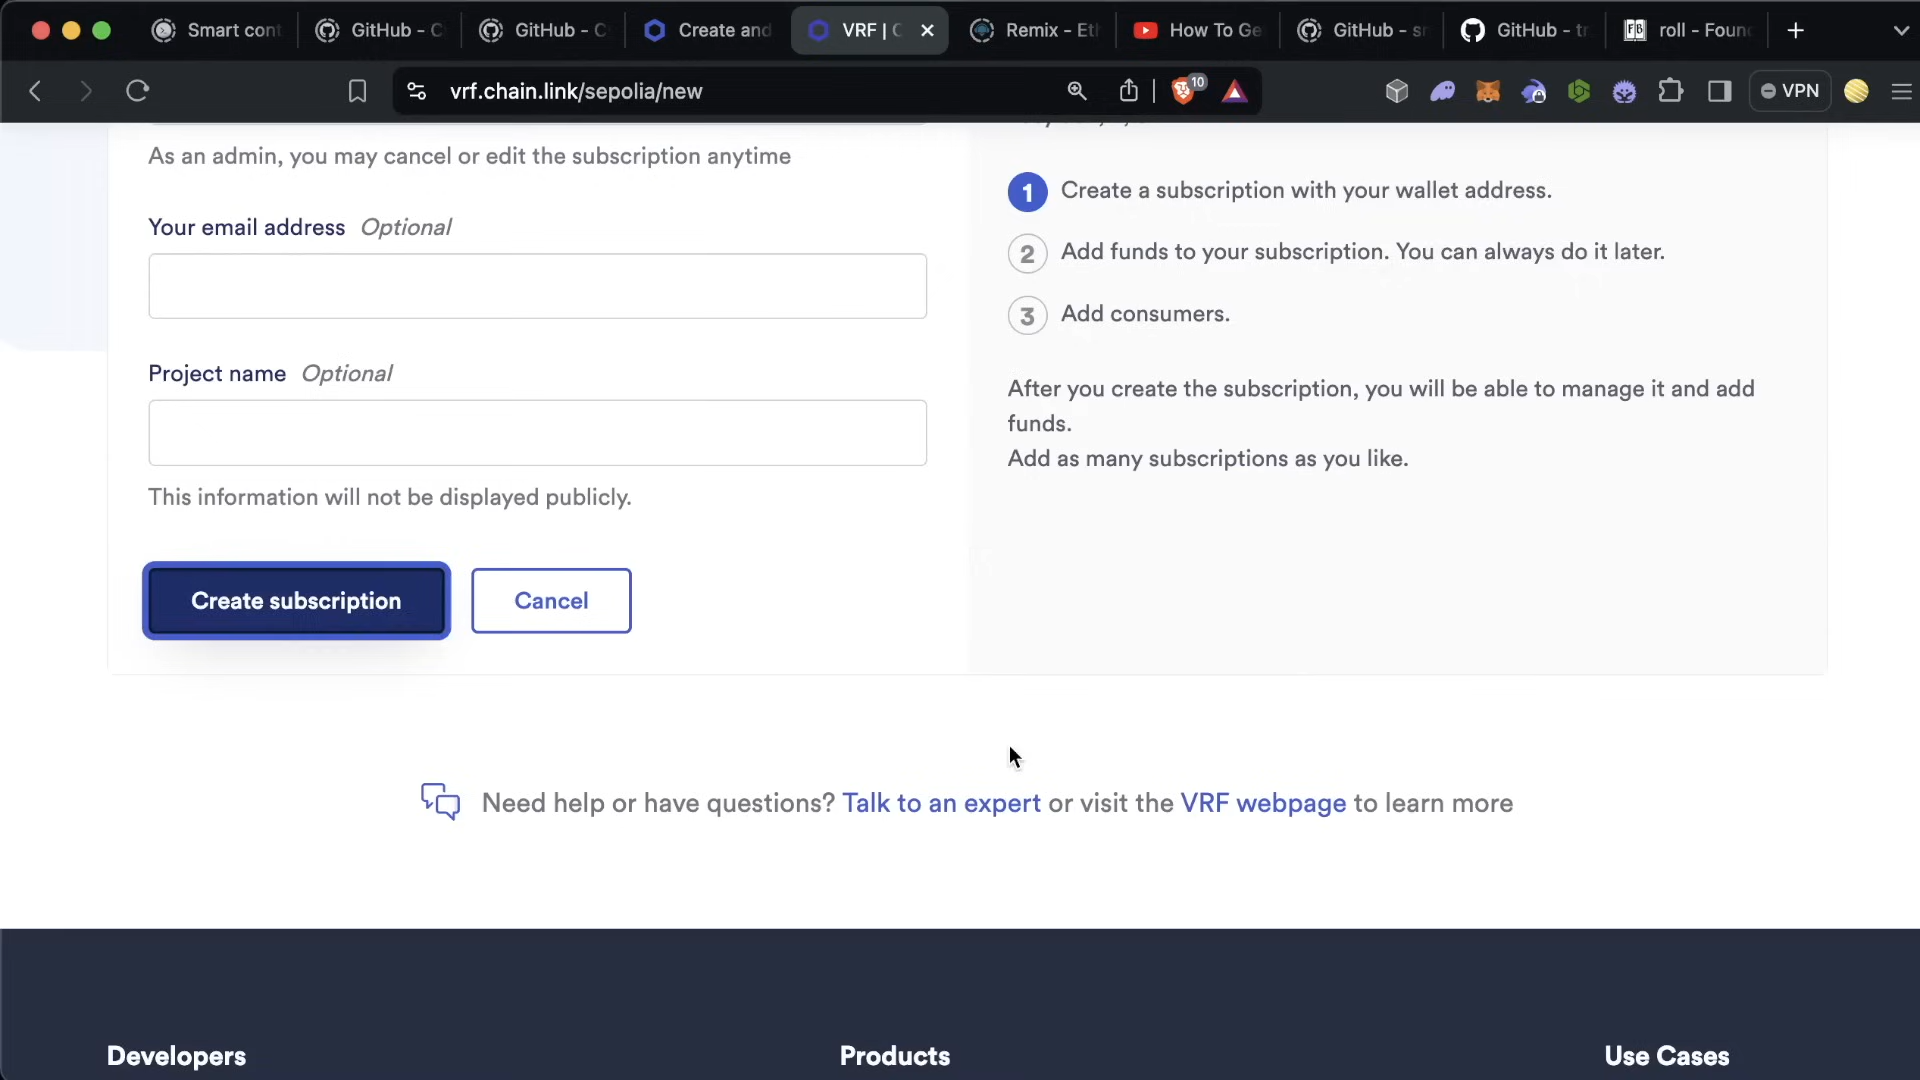 Smart cont
GitHub - C
GitHub - C
Create and
VRF | C
Remix - Eth
How To Ge
GitHub - sr
GitHub - tr
roll - Foun
vrf.chain.link/sepolia/new
10
VPN
As an admin, you may cancel or edit the subscription anytime
Your email address Optional
Project name Optional
This information will not be displayed publicly.
Create subscription
Cancel
1 Create a subscription with your wallet address.
2 Add funds to your subscription. You can always do it later.
3 Add consumers.
After you create the subscription, you will be able to manage it and add
funds.
Add as many subscriptions as you like.
Need help or have questions? Talk to an expert or visit the VRF webpage to learn more
Developers
Products
Use Cases